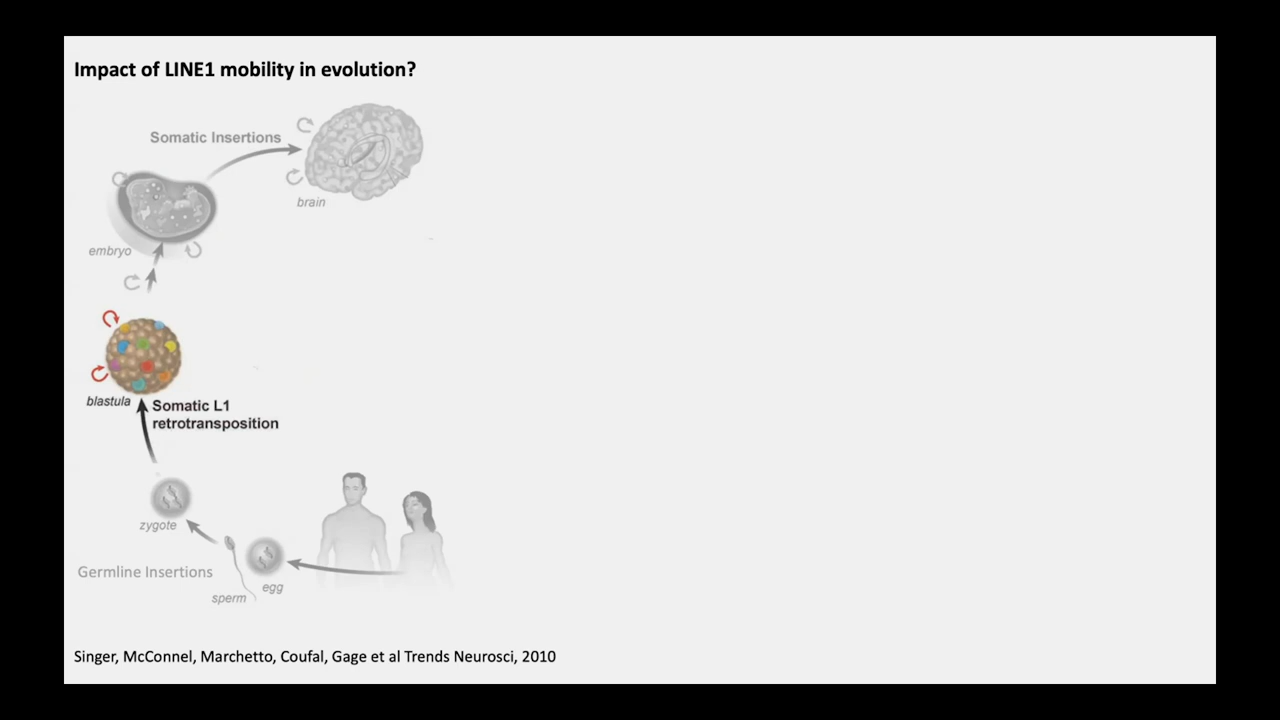 Impact of LINE1 mobility in evolution?
Somatic Insertions
brain
embryo
blastula
Somatic L1
retrotransposition
zygote
Germline Insertions
egg
sperm
Singer, McConnel, Marchetto, Coufal, Gage et al Trends Neurosci, 2010